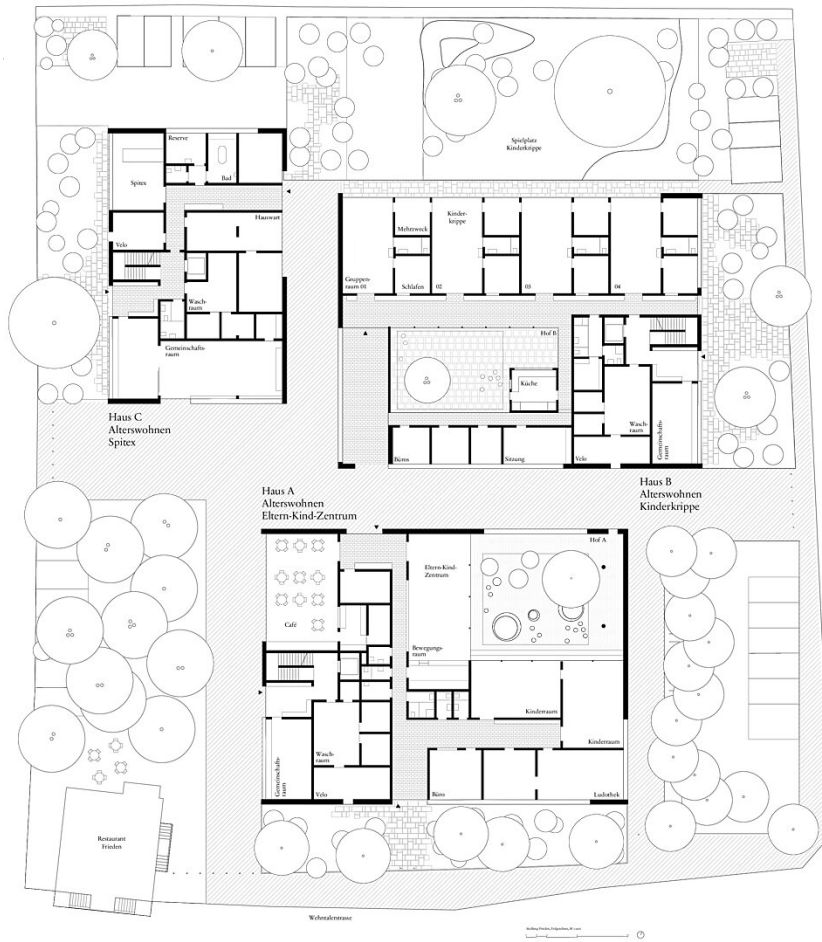 Spielplatz
Kinderkrippe
Reserve
Spitex
Bad
Velo
Hauswart
Wasch-
raum
Gemeinschafts-
raum
Haus C
Alterswohnen
Spitex
Mehrzweck
Kinder-
krippe
Gruppen-
raum 01
Schlafen
02
03
04
Hof B
Küche
Büros
Sitzung
Velo
Wasch-
raum
Gemeinschafts-
raum
Haus B
Alterswohnen
Kinderkrippe
Haus A
Alterswohnen
Eltern-Kind-Zentrum
Eltern-Kind-
Zentrum
Hof A
Café
Bewegungs-
raum
Kinderraum
Kinderraum
Wasch-
raum
Gemeinschafts-
raum
Velo
Büro
Ludothek
Restaurant
Frieden
Wehntalerstrasse